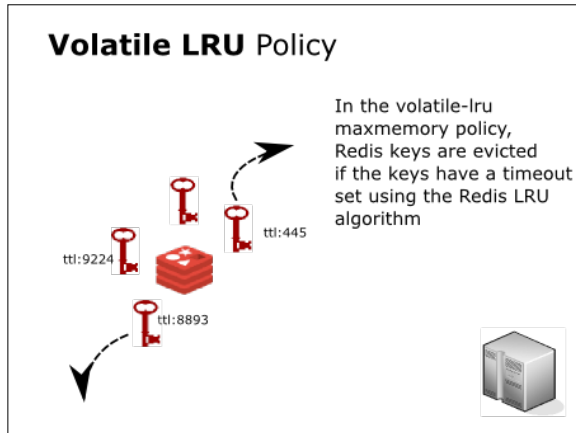 Volatile LRU Policy
In the volatile-lru
maxmemory policy,
Redis keys are evicted
if the keys have a timeout
set using the Redis LRU
algorithm
ttl:445
ttl:9224
ttl:8893